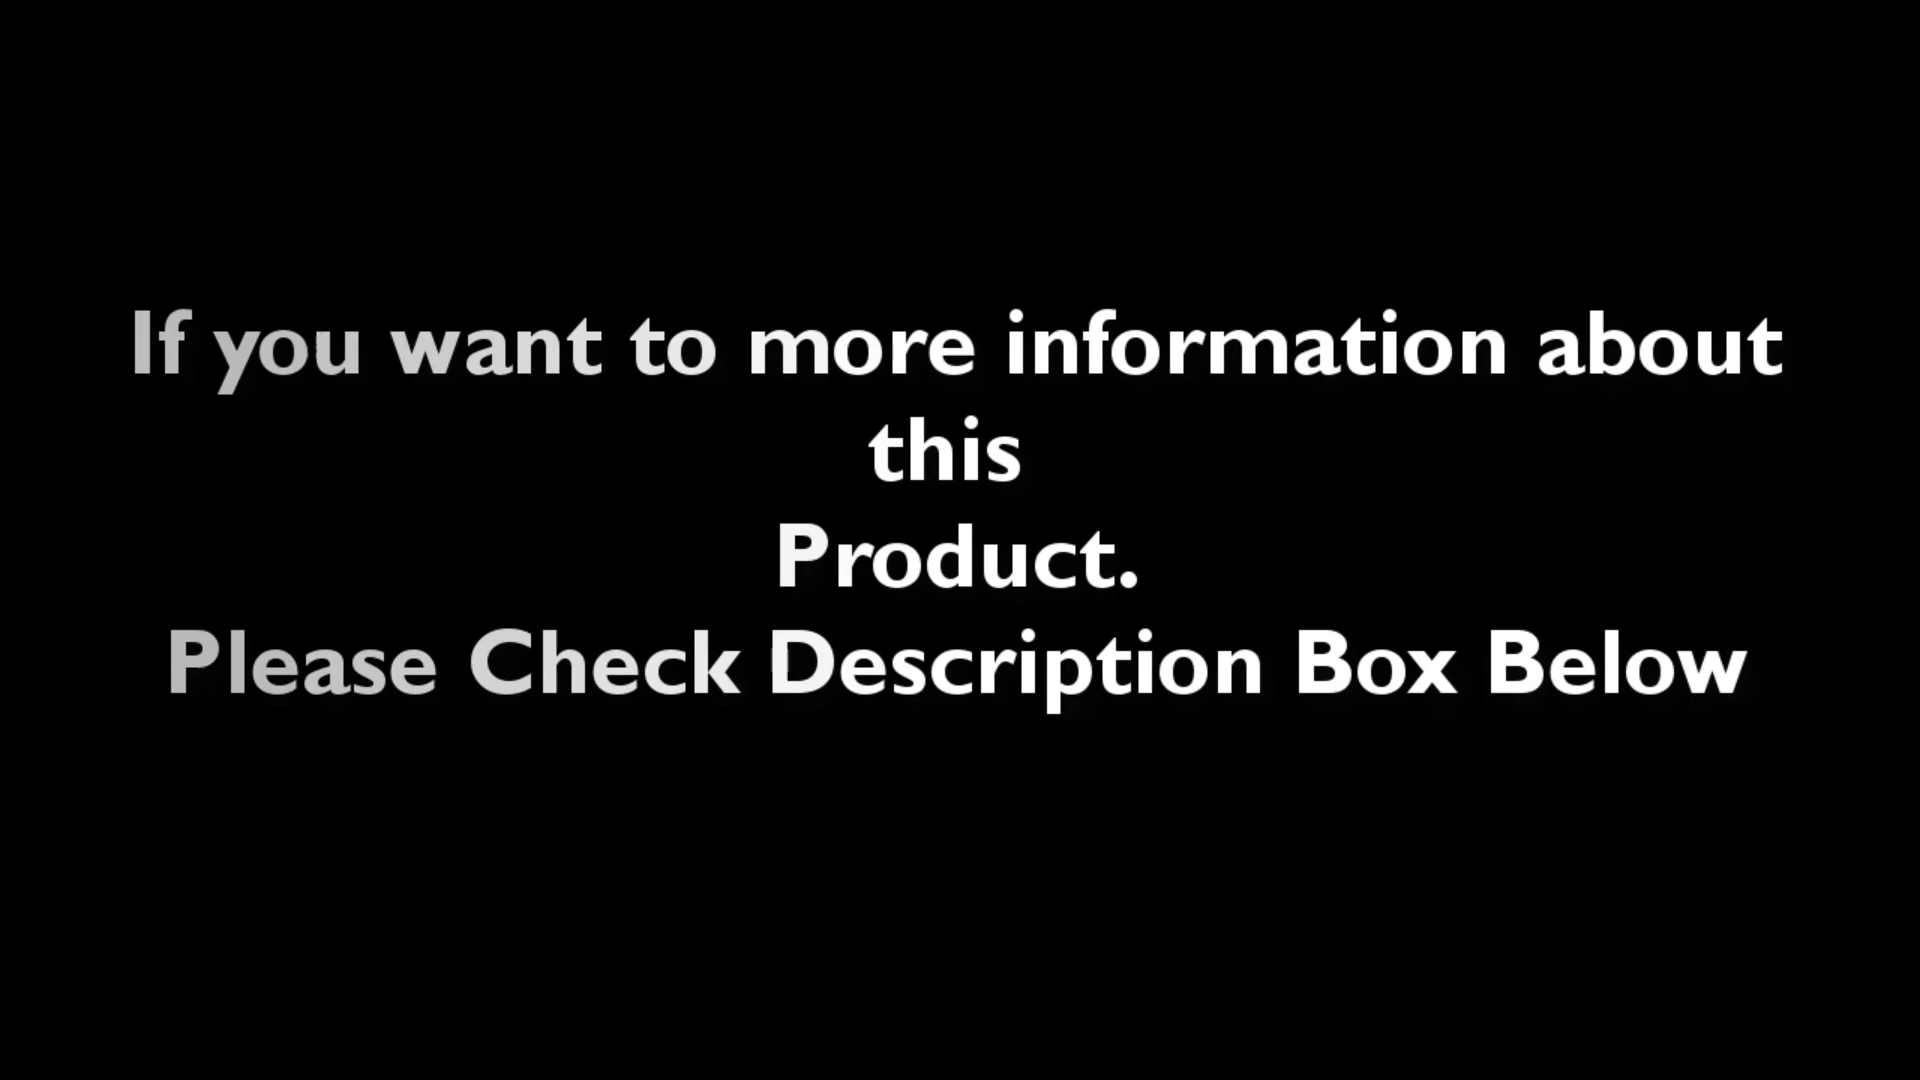 If you want to more information about
this
Product.
Please Check Description Box Below